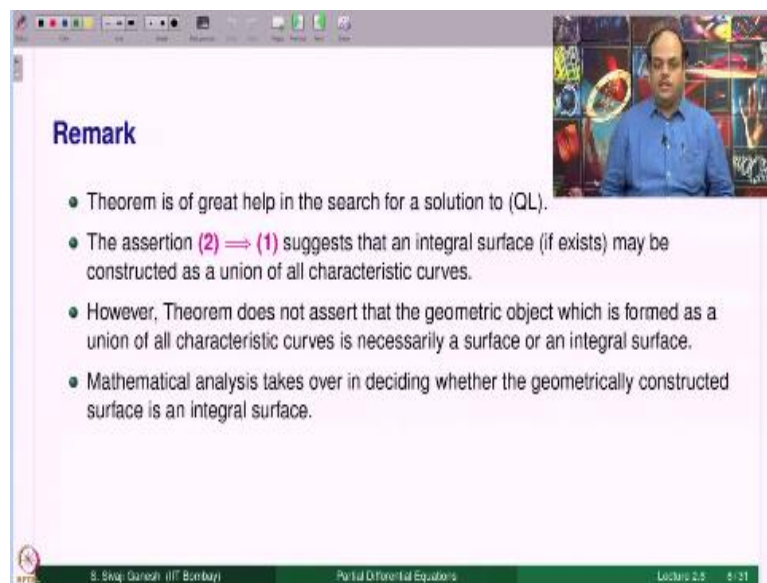 Remark
Theorem is of great help in the search for a solution to (QL).
The assertion (2) ⟹ (1) suggests that an integral surface (if exists) may be
constructed as a union of all characteristic curves.
However, Theorem does not assert that the geometric object which is formed as a
union of all characteristic curves is necessarily a surface or an integral surface.
Mathematical analysis takes over in deciding whether the geometrically constructed
surface is an integral surface.
S. Sivaji Ganesh (IIT Bombay)
Partial Differential Equations
Lecture 2.6